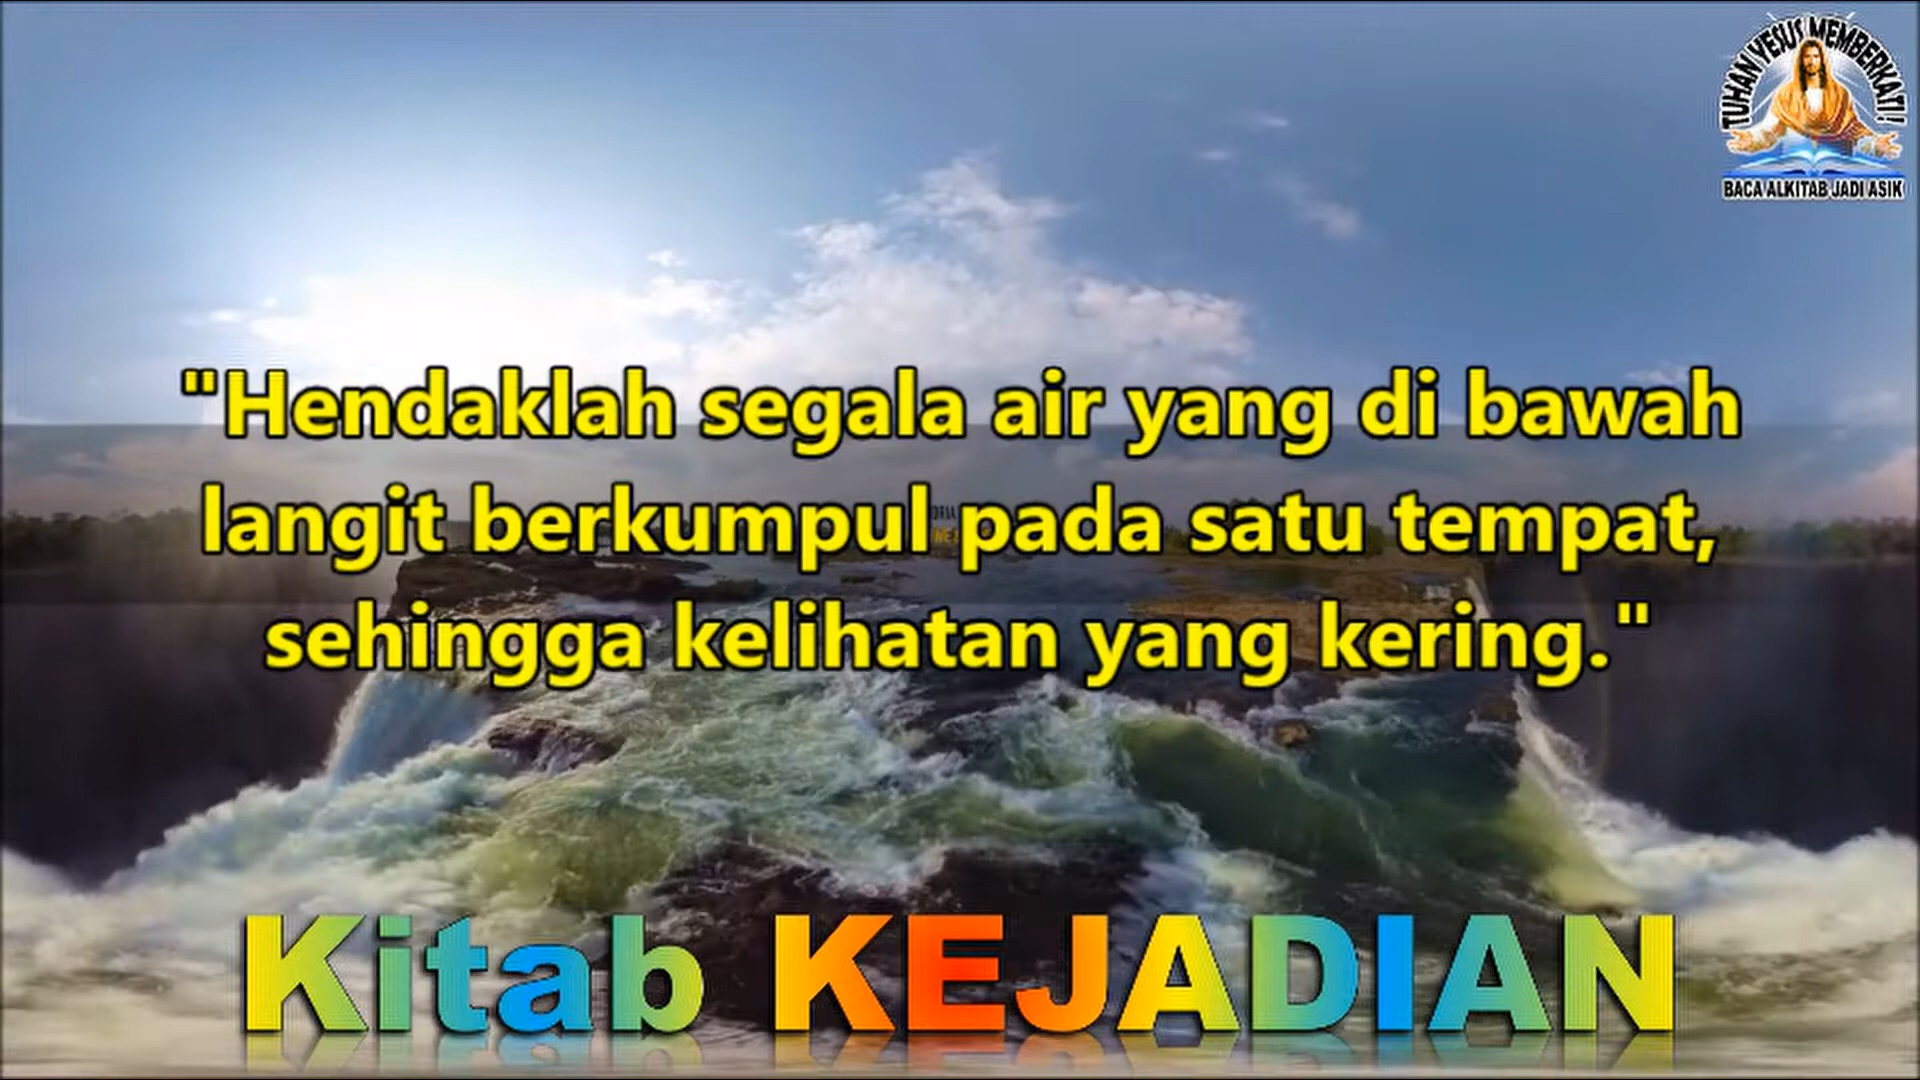 TUHAN YESUS MEMBERKATI!
BACA ALKITAB JADI ASIK
"Hendaklah segala air yang di bawah
langit berkumpul pada satu tempat,
sehingga kelihatan yang kering."
Kitab KEJADIAN